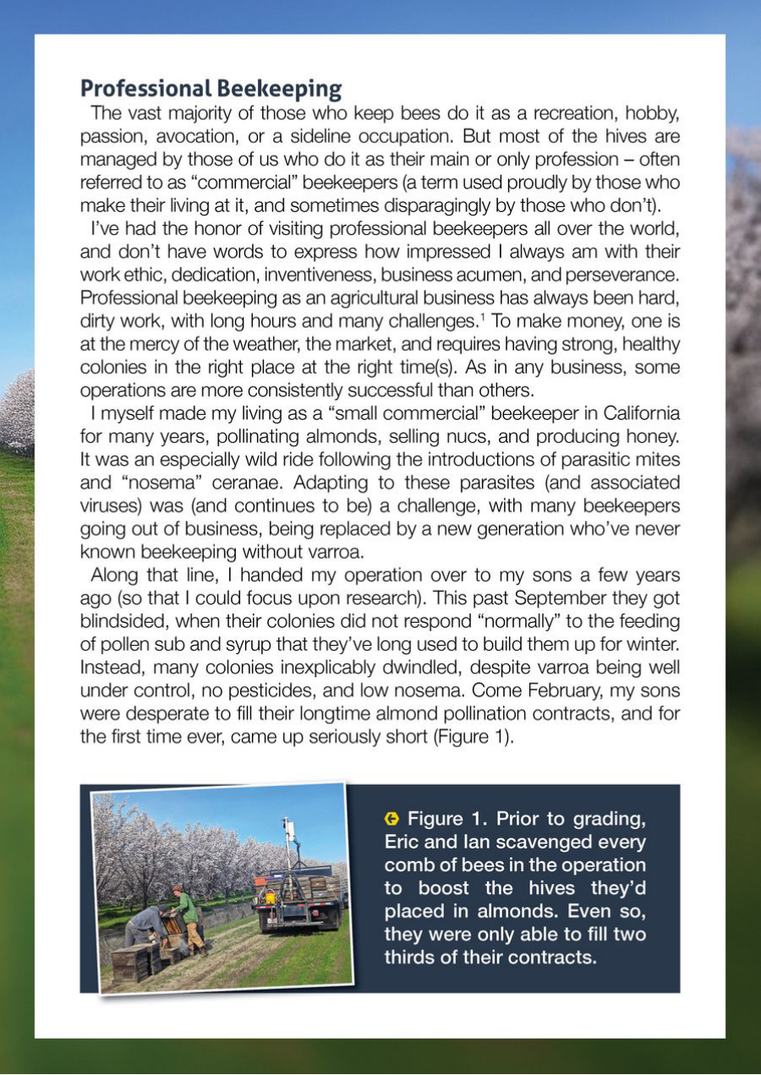 Professional Beekeeping
The vast majority of those who keep bees do it as a recreation, hobby,
passion, avocation, or a sideline occupation. But most of the hives are
managed by those of us who do it as their main or only profession – often
referred to as “commercial” beekeepers (a term used proudly by those who
make their living at it, and sometimes disparagingly by those who don’t).
I’ve had the honor of visiting professional beekeepers all over the world,
and don’t have words to express how impressed I always am with their
work ethic, dedication, inventiveness, business acumen, and perseverance.
Professional beekeeping as an agricultural business has always been hard,
dirty work, with long hours and many challenges.¹ To make money, one is
at the mercy of the weather, the market, and requires having strong, healthy
colonies in the right place at the right time(s). As in any business, some
operations are more consistently successful than others.
I myself made my living as a “small commercial” beekeeper in California
for many years, pollinating almonds, selling nucs, and producing honey.
It was an especially wild ride following the introductions of parasitic mites
and “nosema” ceranae. Adapting to these parasites (and associated
viruses) was (and continues to be) a challenge, with many beekeepers
going out of business, being replaced by a new generation who’ve never
known beekeeping without varroa.
Along that line, I handed my operation over to my sons a few years
ago (so that I could focus upon research). This past September they got
blindsided, when their colonies did not respond “normally” to the feeding
of pollen sub and syrup that they’ve long used to build them up for winter.
Instead, many colonies inexplicably dwindled, despite varroa being well
under control, no pesticides, and low nosema. Come February, my sons
were desperate to fill their longtime almond pollination contracts, and for
the first time ever, came up seriously short (Figure 1).
Figure 1. Prior to grading,
Eric and Ian scavenged every
comb of bees in the operation
to boost the hives they’d
placed in almonds. Even so,
they were only able to fill two
thirds of their contracts.